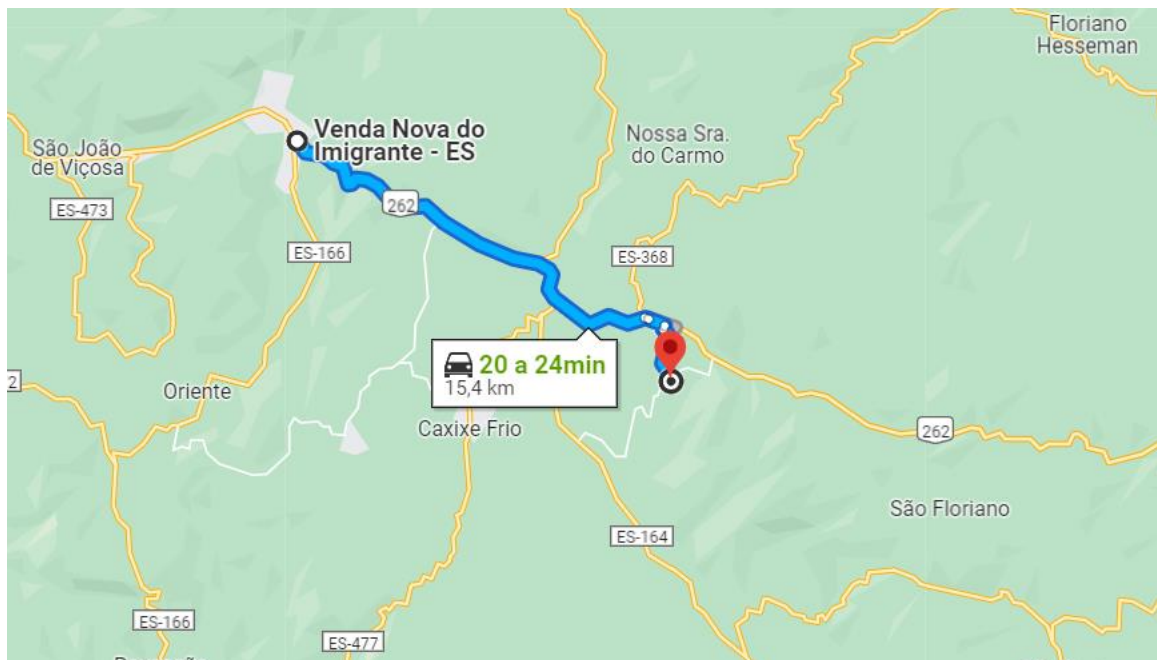 Floriano
Hesseman
Venda Nova do
Imigrante - ES
Nossa Sra.
do Carmo
São João
de Viçosa
262
ES-473
ES-166
ES-368
20 a 24min
15,4 km
2
Oriente
Caxixe Frio
262
São Floriano
ES-164
ES-166
ES-477